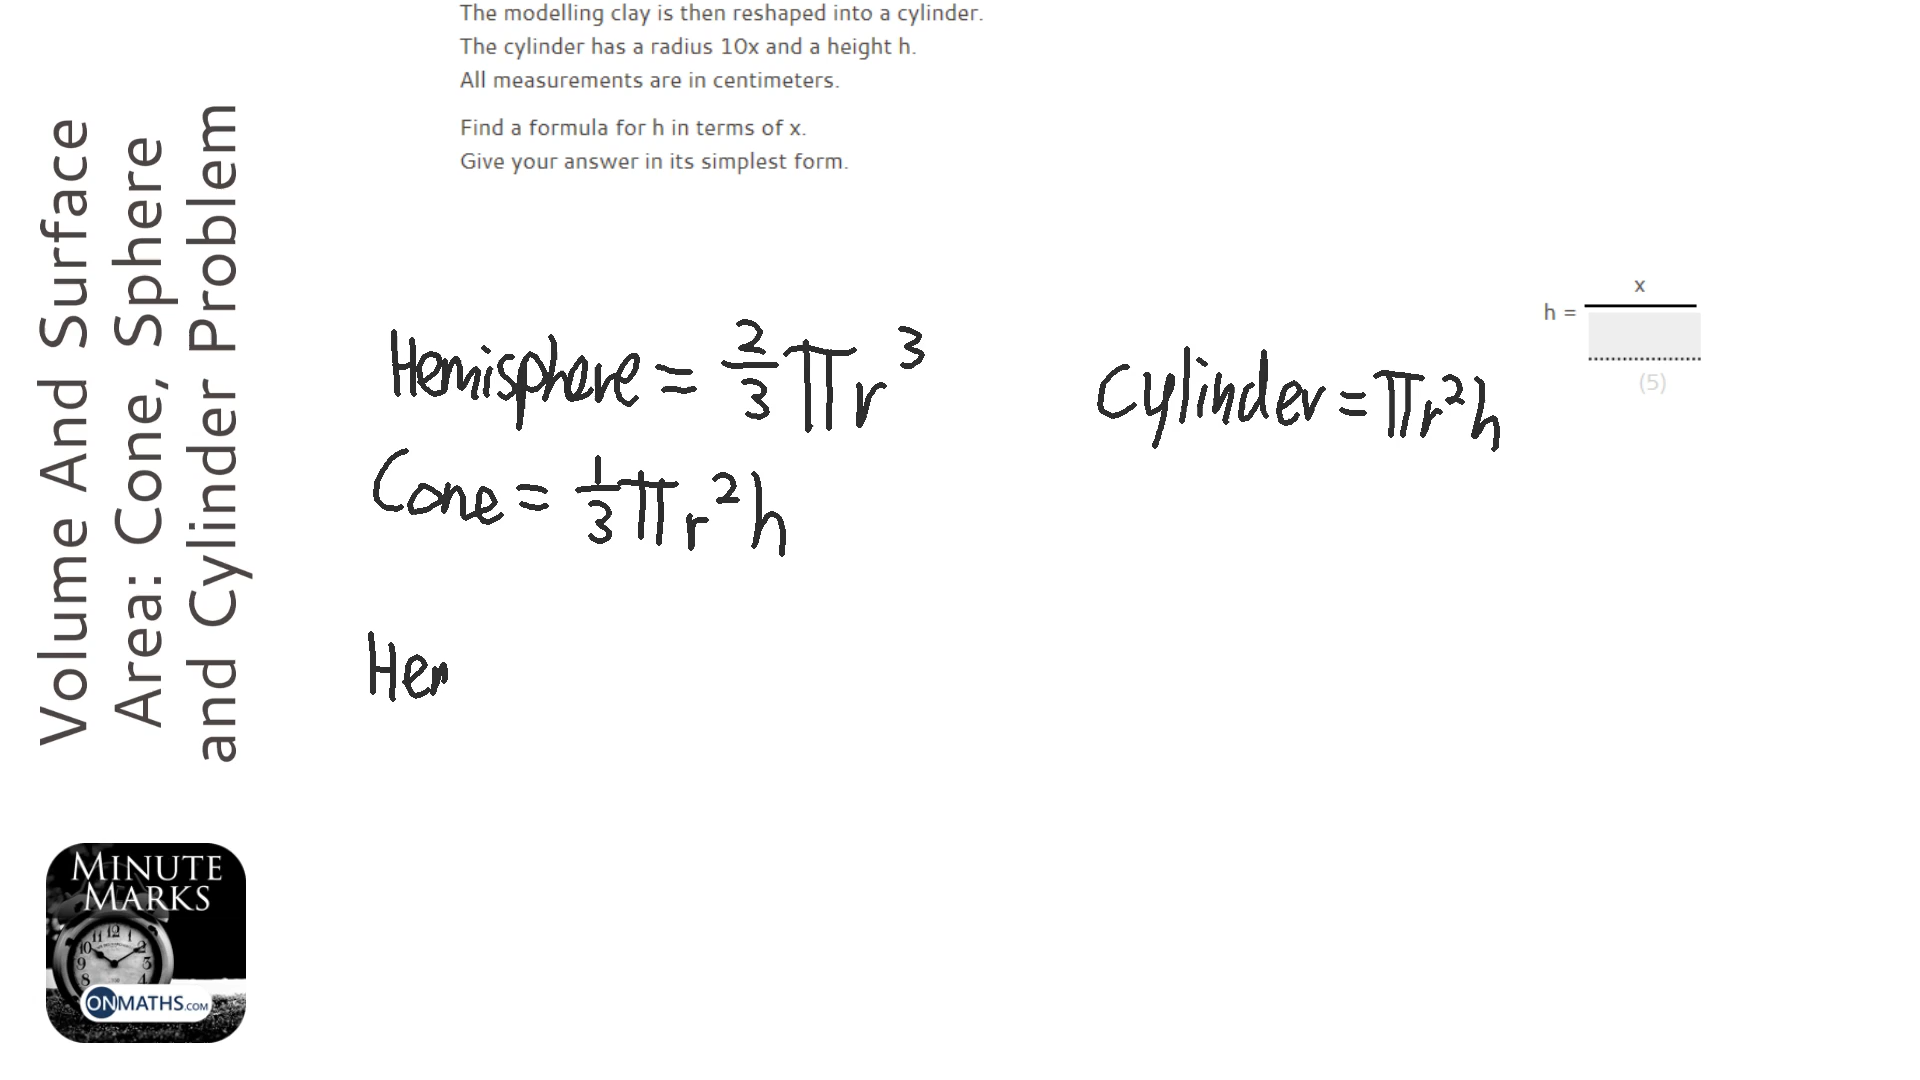 The modelling clay is then reshaped into a cylinder.
The cylinder has a radius 10x and a height h.
All measurements are in centimeters.
Find a formula for h in terms of x.
Give your answer in its simplest form.
Volume And Surface
Area: Cone, Sphere
and Cylinder Problem
h = x
(5)
Hemisphere = 2/3 πr³
Cylinder = πr²h
Cone = 1/3 πr²h
Hem
MINUTE
MARKS
ONMATHS.COM